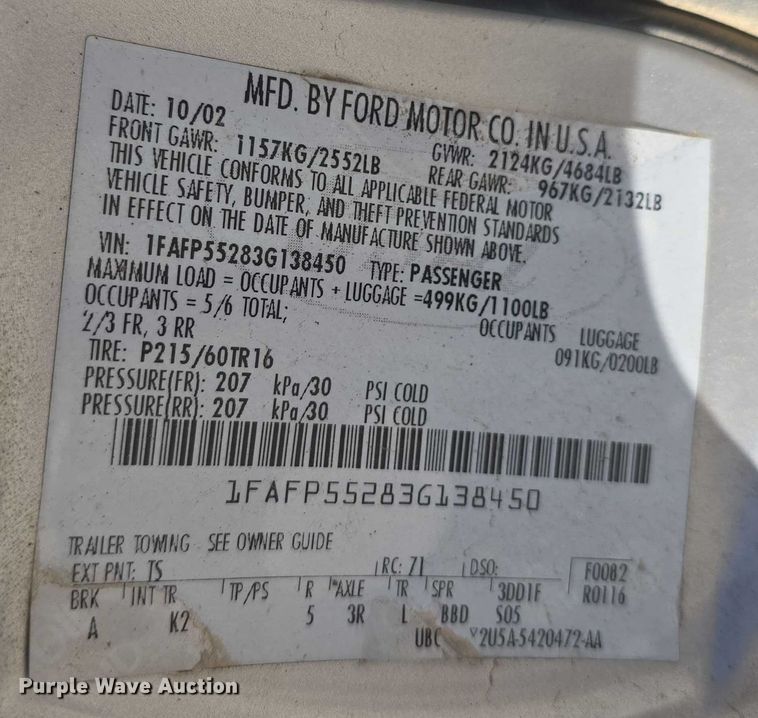 MFD. BY FORD MOTOR CO. IN U.S.A.
DATE: 10/02 GVWR: 2124KG/4684LB
FRONT GAWR: 1157KG/2552LB REAR GAWR: 967KG/2132LB
THIS VEHICLE CONFORMS TO ALL APPLICABLE FEDERAL MOTOR
VEHICLE SAFETY, BUMPER, AND THEFT PREVENTION STANDARDS
IN EFFECT ON THE DATE OF MANUFACTURE SHOWN ABOVE.
VIN: 1FAFP55283G138450 TYPE: PASSENGER
MAXIMUM LOAD = OCCUPANTS + LUGGAGE =499KG/1100LB
OCCUPANTS = 5/6 TOTAL; OCCUPANTS LUGGAGE
2/3 FR, 3 RR 091KG/0200LB
TIRE: P215/60TR16
PRESSURE(FR): 207 kPa/30 PSI COLD
PRESSURE(RR): 207 kPa/30 PSI COLD
1FAFP55283G138450
TRAILER TOWING - SEE OWNER GUIDE
EXT PNT: TS RC: 71 DSO: F0082
BRK INT TR TP/PS R AXLE TR SPR 3DD1F R0116
A K2 5 3R L BBD S05
UBC V2U5A-5420472-AA
Purple Wave Auction